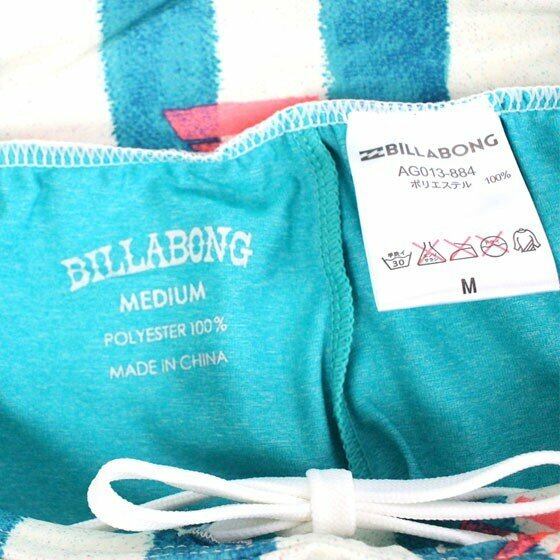 BILLABONG
MEDIUM
POLYESTER 100%
MADE IN CHINA
BILLABONG
AG013-884
ポリエステル 100%
30
M